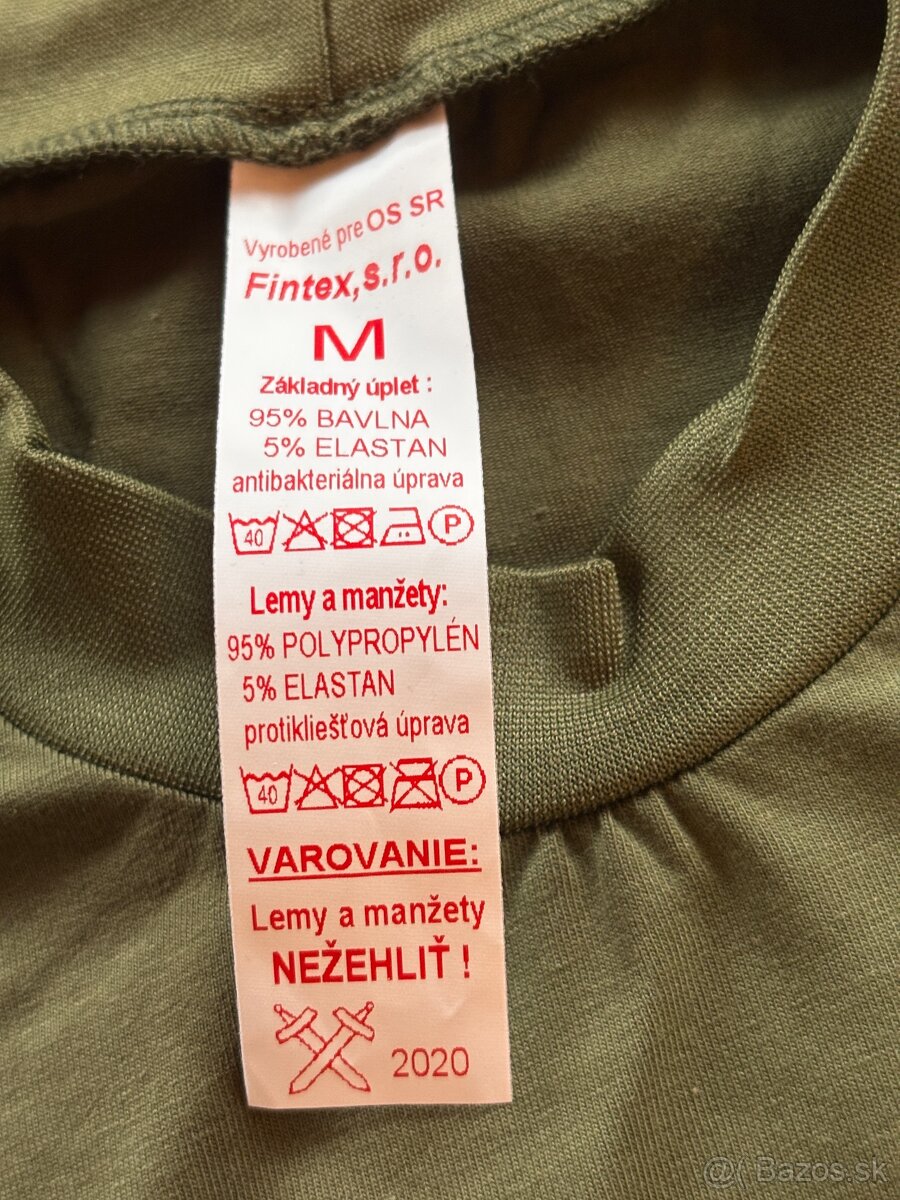 Vyrobené pre OS SR
Fintex, s.r.o.
M
Základný úplet :
95% BAVLNA
5% ELASTAN
antibakteriálna úprava
40 P
Lemy a manžety:
95% POLYPROPYLÉN
5% ELASTAN
protikliešťová úprava
40 P
VAROVANIE:
Lemy a manžety
NEŽEHLIŤ !
2020
@( Bazos.sk